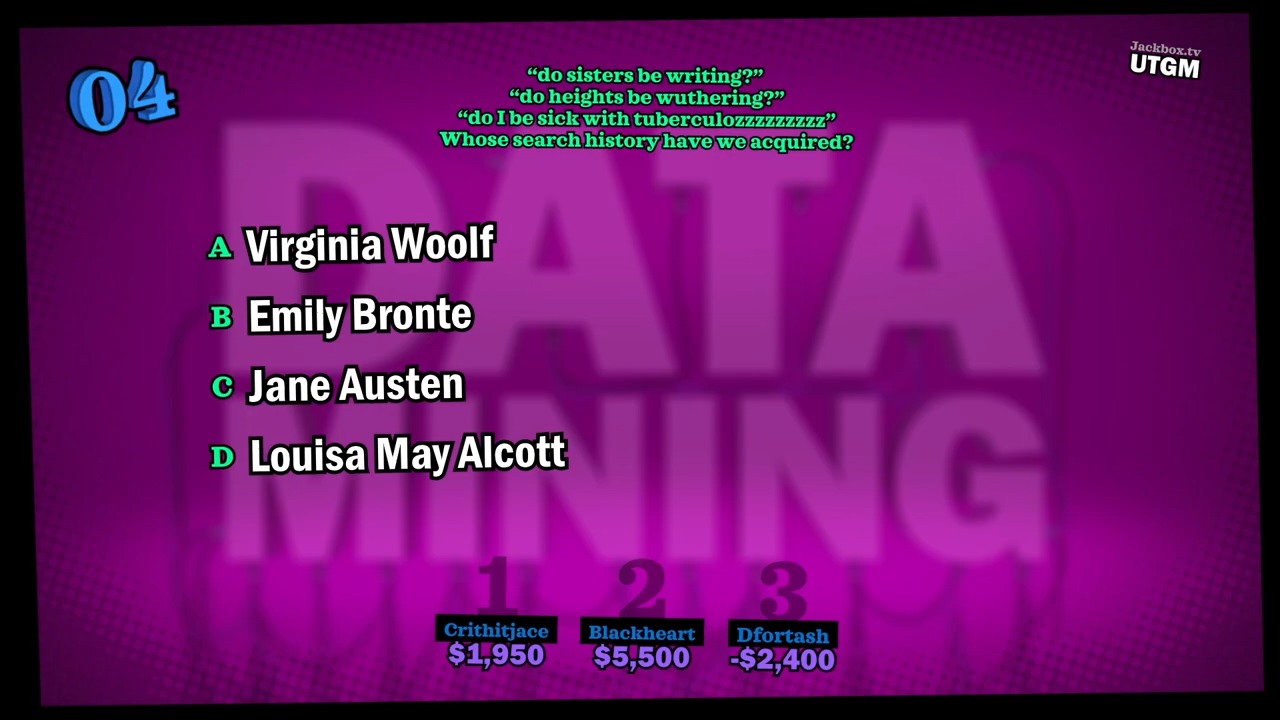 04
“do sisters be writing?”
“do heights be wuthering?”
“do I be sick with tuberculozzzzzzzzz”
Whose search history have we acquired?
Jackbox.tv
UTGM
DATA
MINING
A Virginia Woolf
B Emily Bronte
C Jane Austen
D Louisa May Alcott
1 2 3
Crithitjace Blackheart Dfortash
$1,950 $5,500 -$2,400